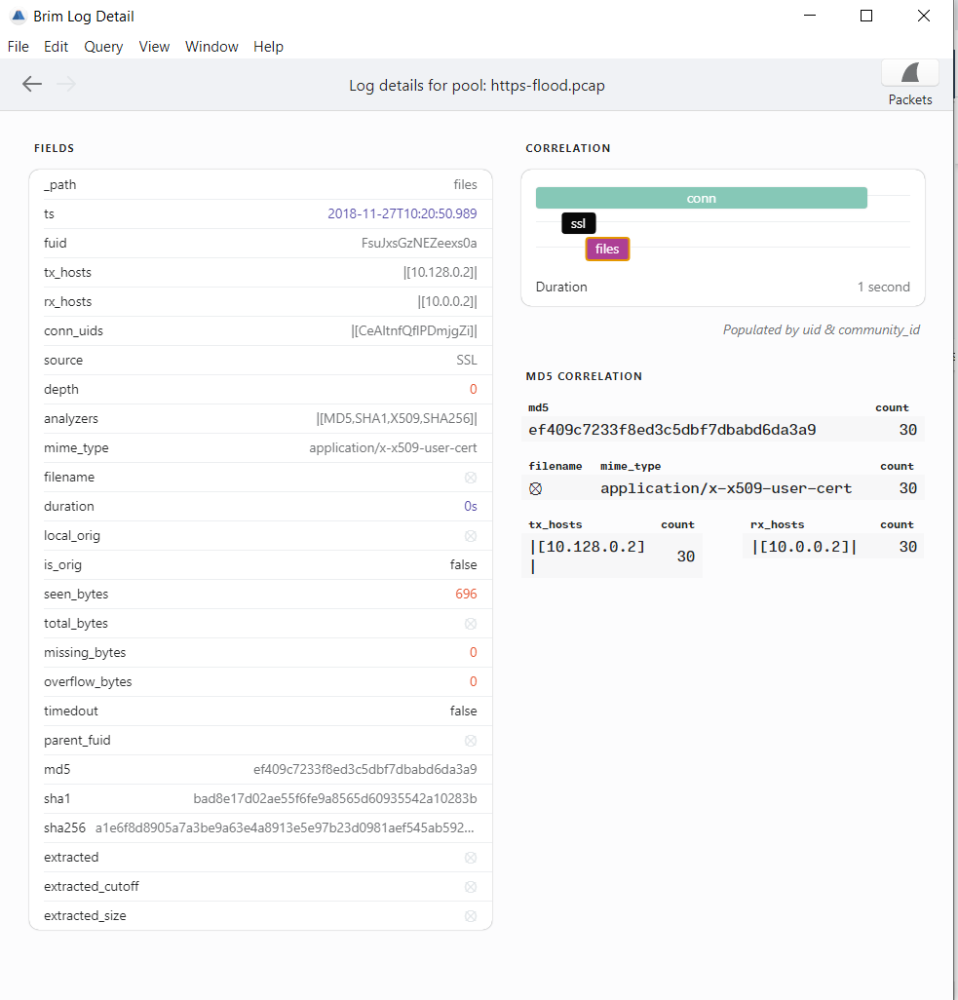 Brim Log Detail
File Edit Query View Window Help
Log details for pool: https-flood.pcap
Packets
FIELDS
_path files
ts 2018-11-27T10:20:50.989
fuid FsuJxsGzNEZeexs0a
tx_hosts |[10.128.0.2]|
rx_hosts |[10.0.0.2]|
conn_uids |[CeAltnfQflPDmjgZi]|
source SSL
depth 0
analyzers |[MD5,SHA1,X509,SHA256]|
mime_type application/x-x509-user-cert
filename
duration 0s
local_orig
is_orig false
seen_bytes 696
total_bytes
missing_bytes 0
overflow_bytes 0
timedout false
parent_fuid
md5 ef409c7233f8ed3c5dbf7dbabd6da3a9
sha1 bad8e17d02ae55f6fe9a8565d60935542a10283b
sha256 a1e6f8d8905a7a3be9a63e4a8913e5e97b23d0981aef545ab592...
extracted
extracted_cutoff
extracted_size
CORRELATION
conn
ssl
files
Duration 1 second
Populated by uid & community_id
MD5 CORRELATION
md5 count
ef409c7233f8ed3c5dbf7dbabd6da3a9 30
filename mime_type count
application/x-x509-user-cert 30
tx_hosts count rx_hosts count
|[10.128.0.2] 30 |[10.0.0.2]| 30
|